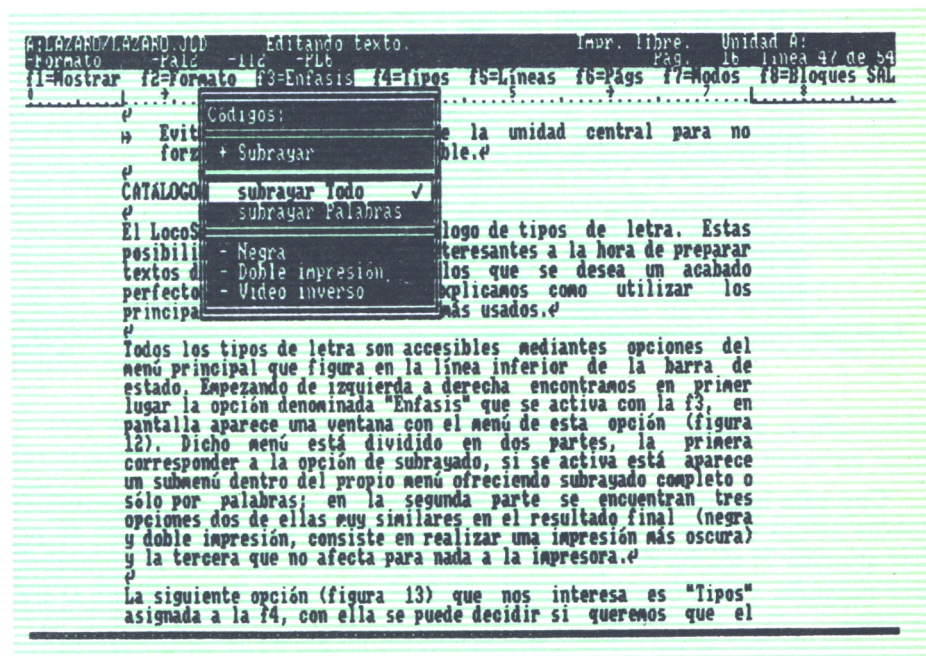 A:LAZARO/LAZARO.JCD Editando texto. Impr. libre. Unidad A:
-Formato -Pa12 -112 -PL6 Pág. 16 línea 47 de 54
f1=Mostrar f2=Formato f3=Enfasis f4=Tipos f5=Líneas f6=Págs f7=Modos f8=Bloques SAL
Códigos:
+ Subrayar
subrayar Todo ✓
subrayar Palabras
- Negra
- Doble impresión
- Video inverso
Evit e la unidad central para no
forz ble.
CATÁLOGO
El LocoS logo de tipos de letra. Estas
posibili teresantes a la hora de preparar
textos d los que se desea un acabado
perfecto xplicamos como utilizar los
principa más usados.
Todos los tipos de letra son accesibles mediantes opciones del
menú principal que figura en la línea inferior de la barra de
estado. Empezando de izquierda a derecha encontramos en primer
lugar la opción denominada "Enfasis" que se activa con la f3, en
pantalla aparece una ventana con el menú de esta opción (figura
12). Dicho menú está dividido en dos partes, la primera
corresponder a la opción de subrayado, si se activa está aparece
un submenú dentro del propio menú ofreciendo subrayado completo o
sólo por palabras; en la segunda parte se encuentran tres
opciones dos de ellas muy similares en el resultado final (negra
y doble impresión, consiste en realizar una impresión más oscura)
y la tercera que no afecta para nada a la impresora.
La siguiente opción (figura 13) que nos interesa es "Tipos"
asignada a la f4, con ella se puede decidir si queremos que el